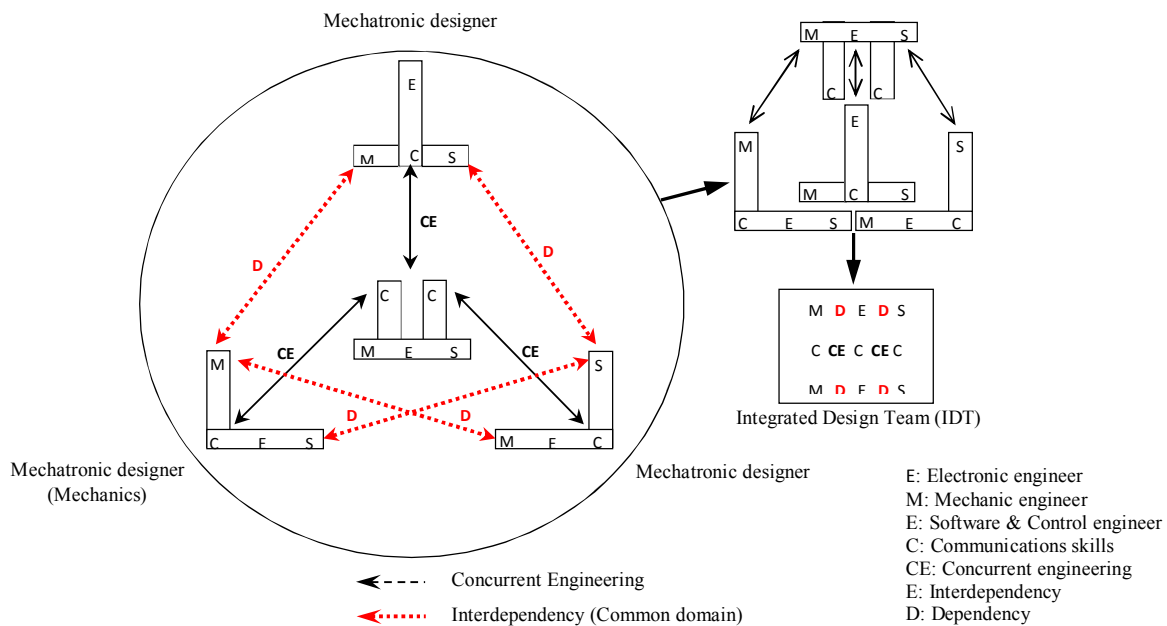 Mechatronic designer
E
M C S
CE
D
D
C C
M E S
CE
CE
M
S
D
D
C E S
M E C
Mechatronic designer
(Mechanics)
Mechatronic designer
Concurrent Engineering
Interdependency (Common domain)
M E S
C C
E
M
S
M C S
C E S
M E C
M D E D S
C CE C CE C
M D E D S
Integrated Design Team (IDT)
E: Electronic engineer
M: Mechanic engineer
E: Software & Control engineer
C: Communications skills
CE: Concurrent engineering
E: Interdependency
D: Dependency